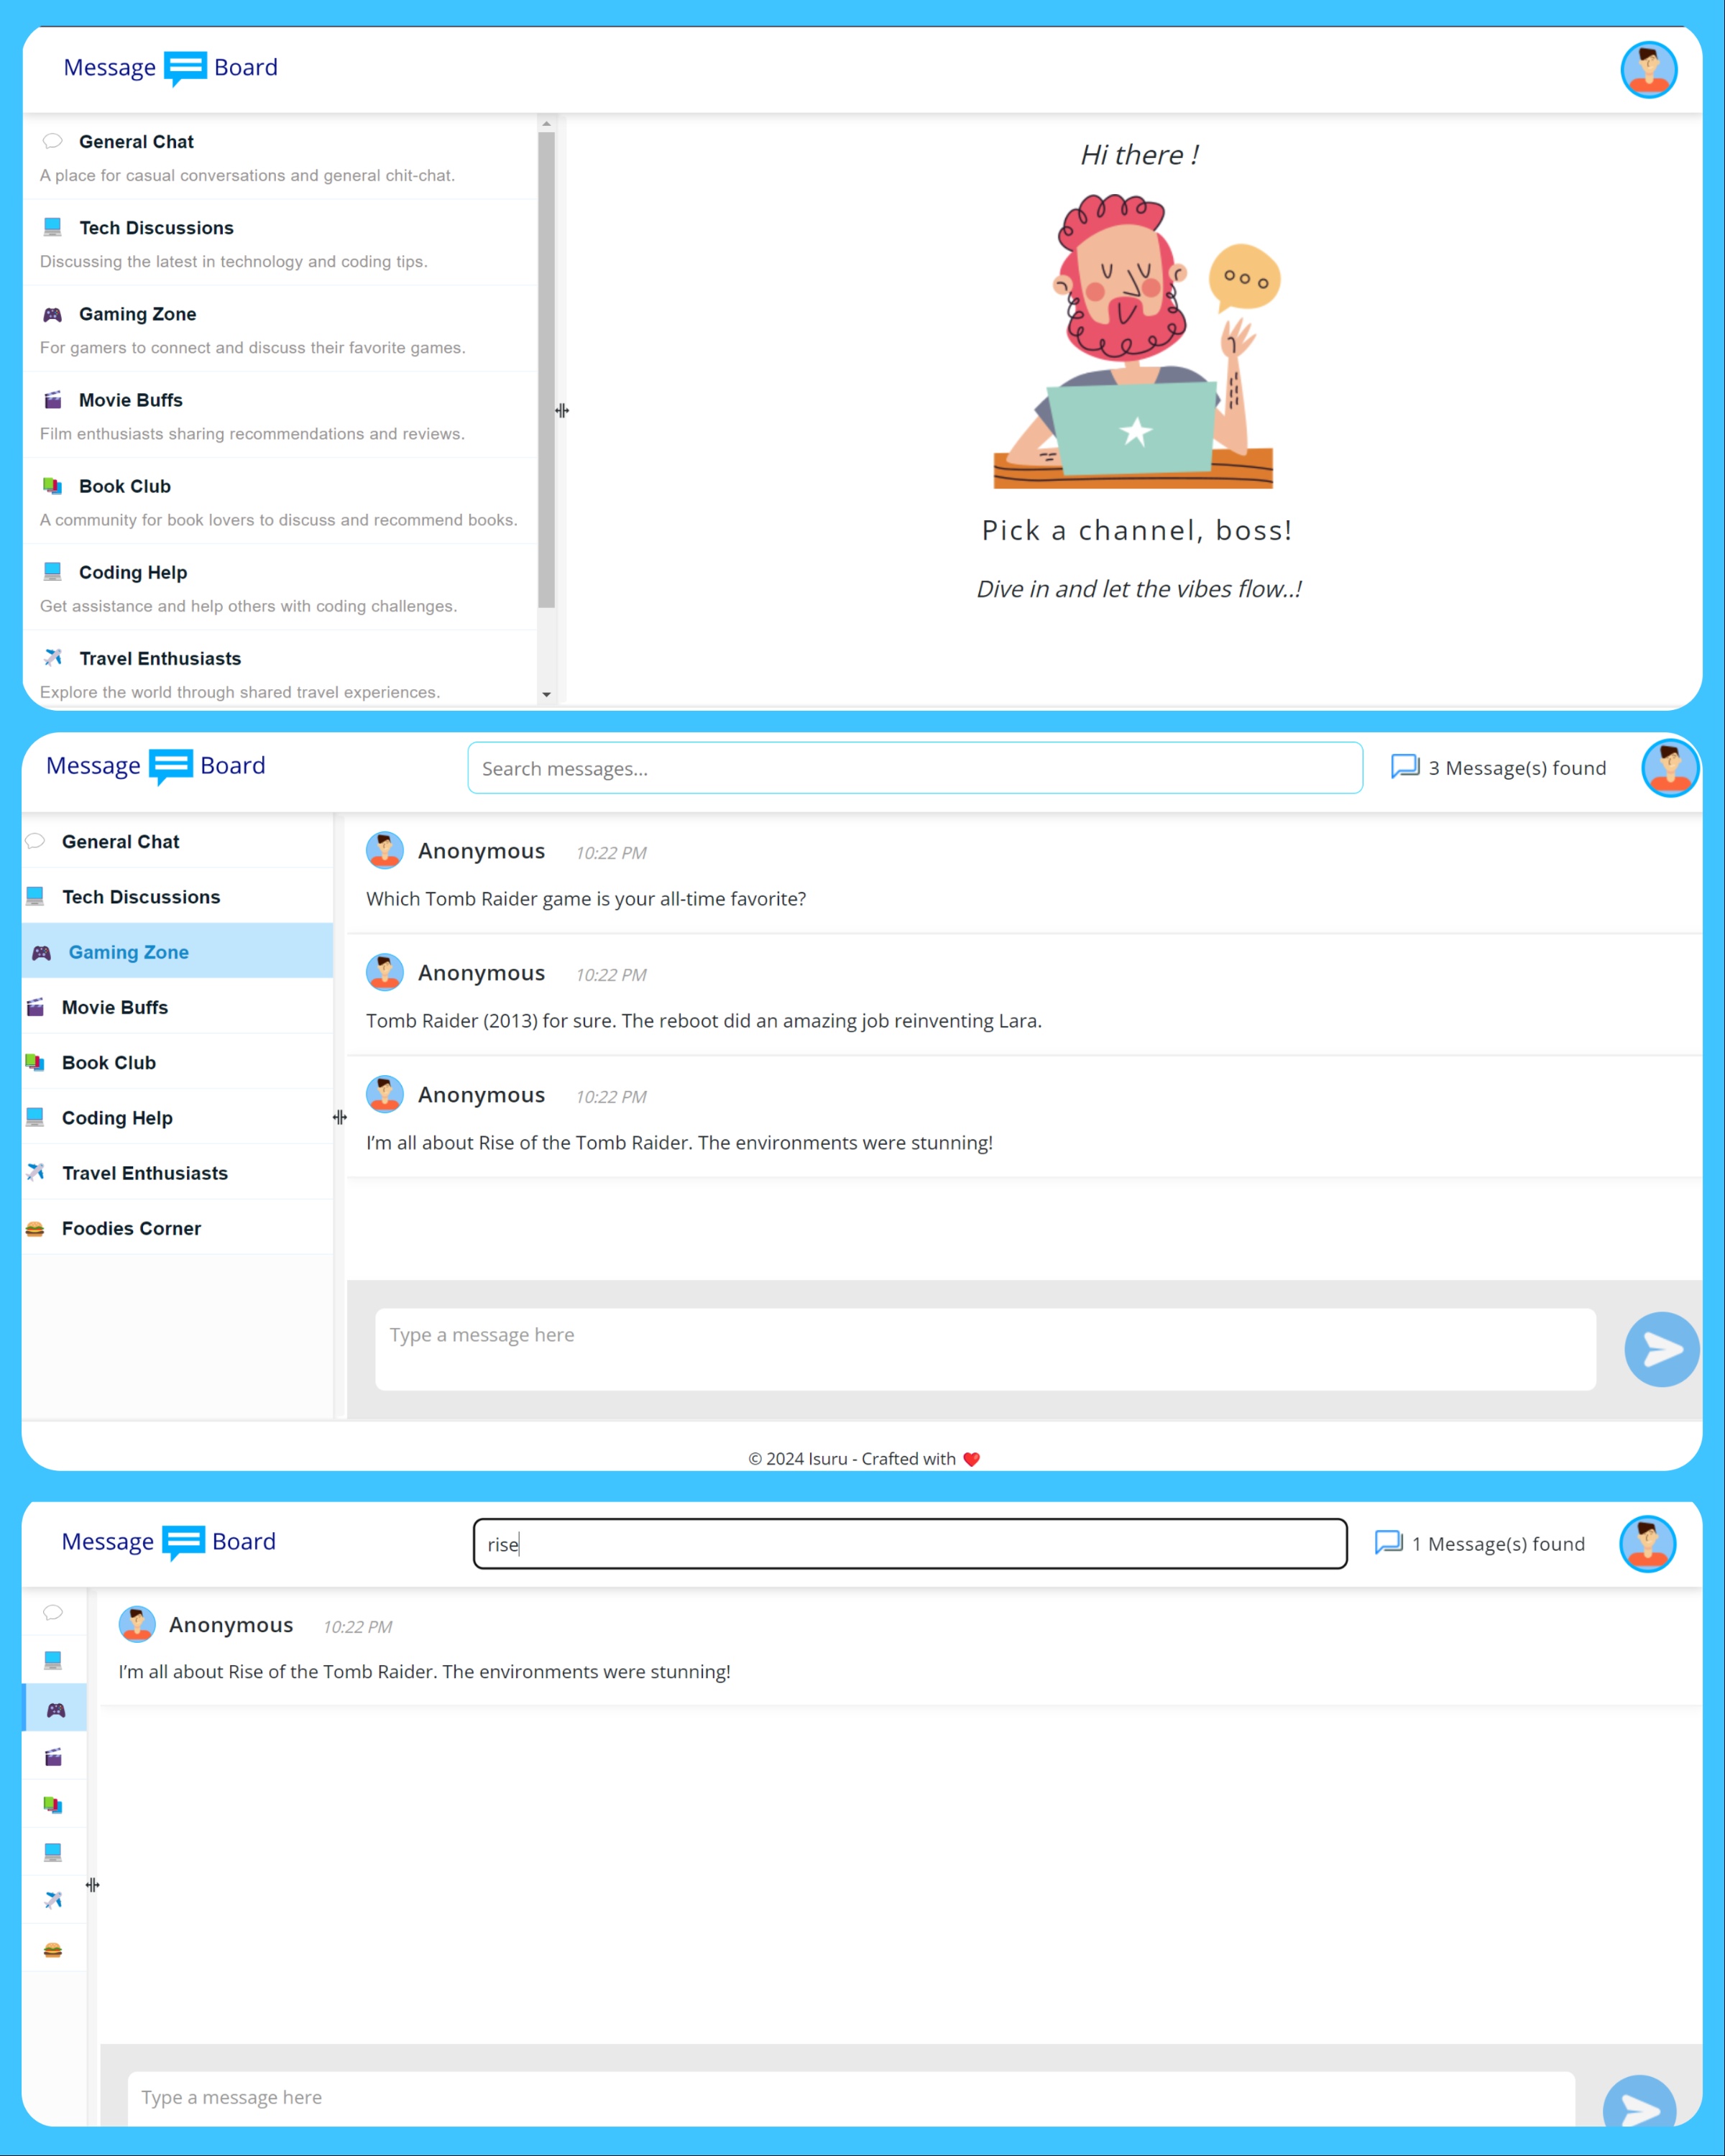 Message Board
General Chat
A place for casual conversations and general chit-chat.
Tech Discussions
Discussing the latest in technology and coding tips.
Gaming Zone
For gamers to connect and discuss their favorite games.
Movie Buffs
Film enthusiasts sharing recommendations and reviews.
Book Club
A community for book lovers to discuss and recommend books.
Coding Help
Get assistance and help others with coding challenges.
Travel Enthusiasts
Explore the world through shared travel experiences.
Hi there !
Pick a channel, boss!
Dive in and let the vibes flow..!
Message Board
Search messages...
3 Message(s) found
General Chat
Tech Discussions
Gaming Zone
Movie Buffs
Book Club
Coding Help
Travel Enthusiasts
Foodies Corner
Anonymous 10:22 PM
Which Tomb Raider game is your all-time favorite?
Anonymous 10:22 PM
Tomb Raider (2013) for sure. The reboot did an amazing job reinventing Lara.
Anonymous 10:22 PM
I’m all about Rise of the Tomb Raider. The environments were stunning!
Type a message here
© 2024 Isuru - Crafted with ❤️
Message Board
rise
1 Message(s) found
Anonymous 10:22 PM
I’m all about Rise of the Tomb Raider. The environments were stunning!
Type a message here